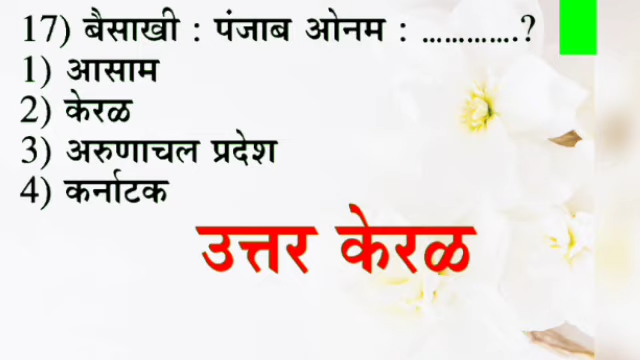 17) बैसाखी : पंजाब ओनम : ………….?
1) आसाम
2) केरळ
3) अरुणाचल प्रदेश
4) कर्नाटक
उत्तर केरळ